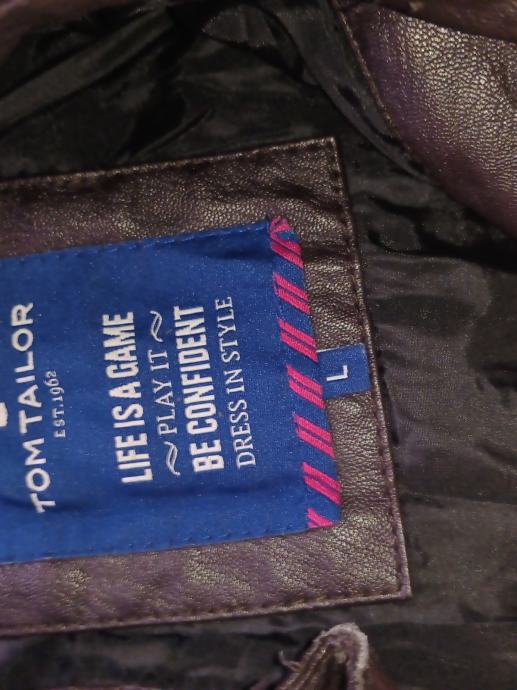 TOM TAILOR
EST.1962
LIFE IS A GAME
~ PLAY IT ~
BE CONFIDENT
DRESS IN STYLE
L